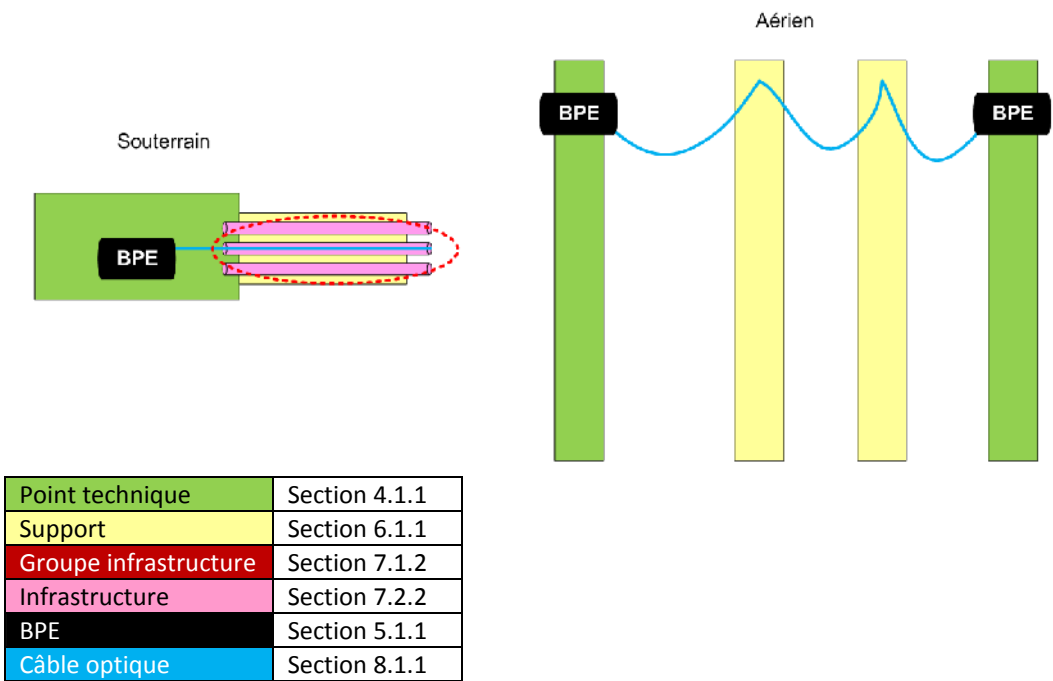 Aérien
BPE BPE
Souterrain
BPE
Point technique Section 4.1.1
Support Section 6.1.1
Groupe infrastructure Section 7.1.2
Infrastructure Section 7.2.2
BPE Section 5.1.1
Câble optique Section 8.1.1